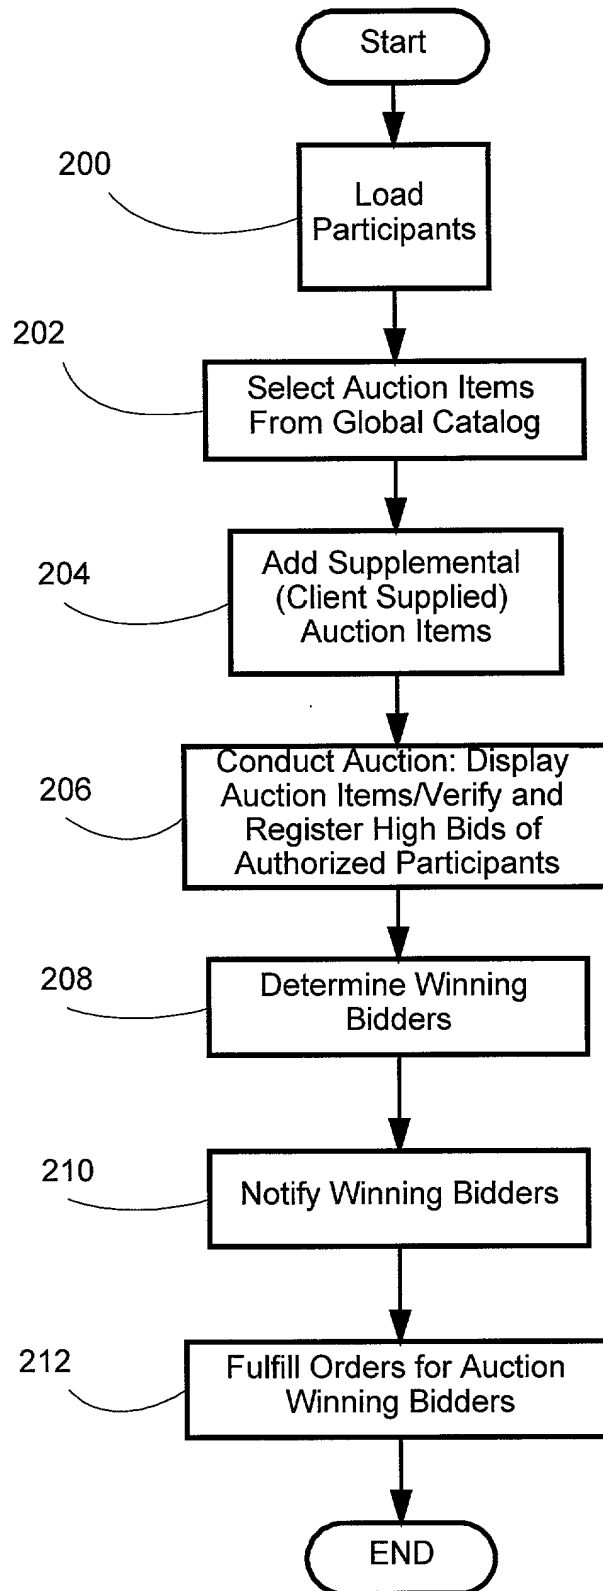 Start
200
Load
Participants
202
Select Auction Items
From Global Catalog
204
Add Supplemental
(Client Supplied)
Auction Items
206
Conduct Auction: Display
Auction Items/Verify and
Register High Bids of
Authorized Participants
208
Determine Winning
Bidders
210
Notify Winning Bidders
212
Fulfill Orders for Auction
Winning Bidders
END